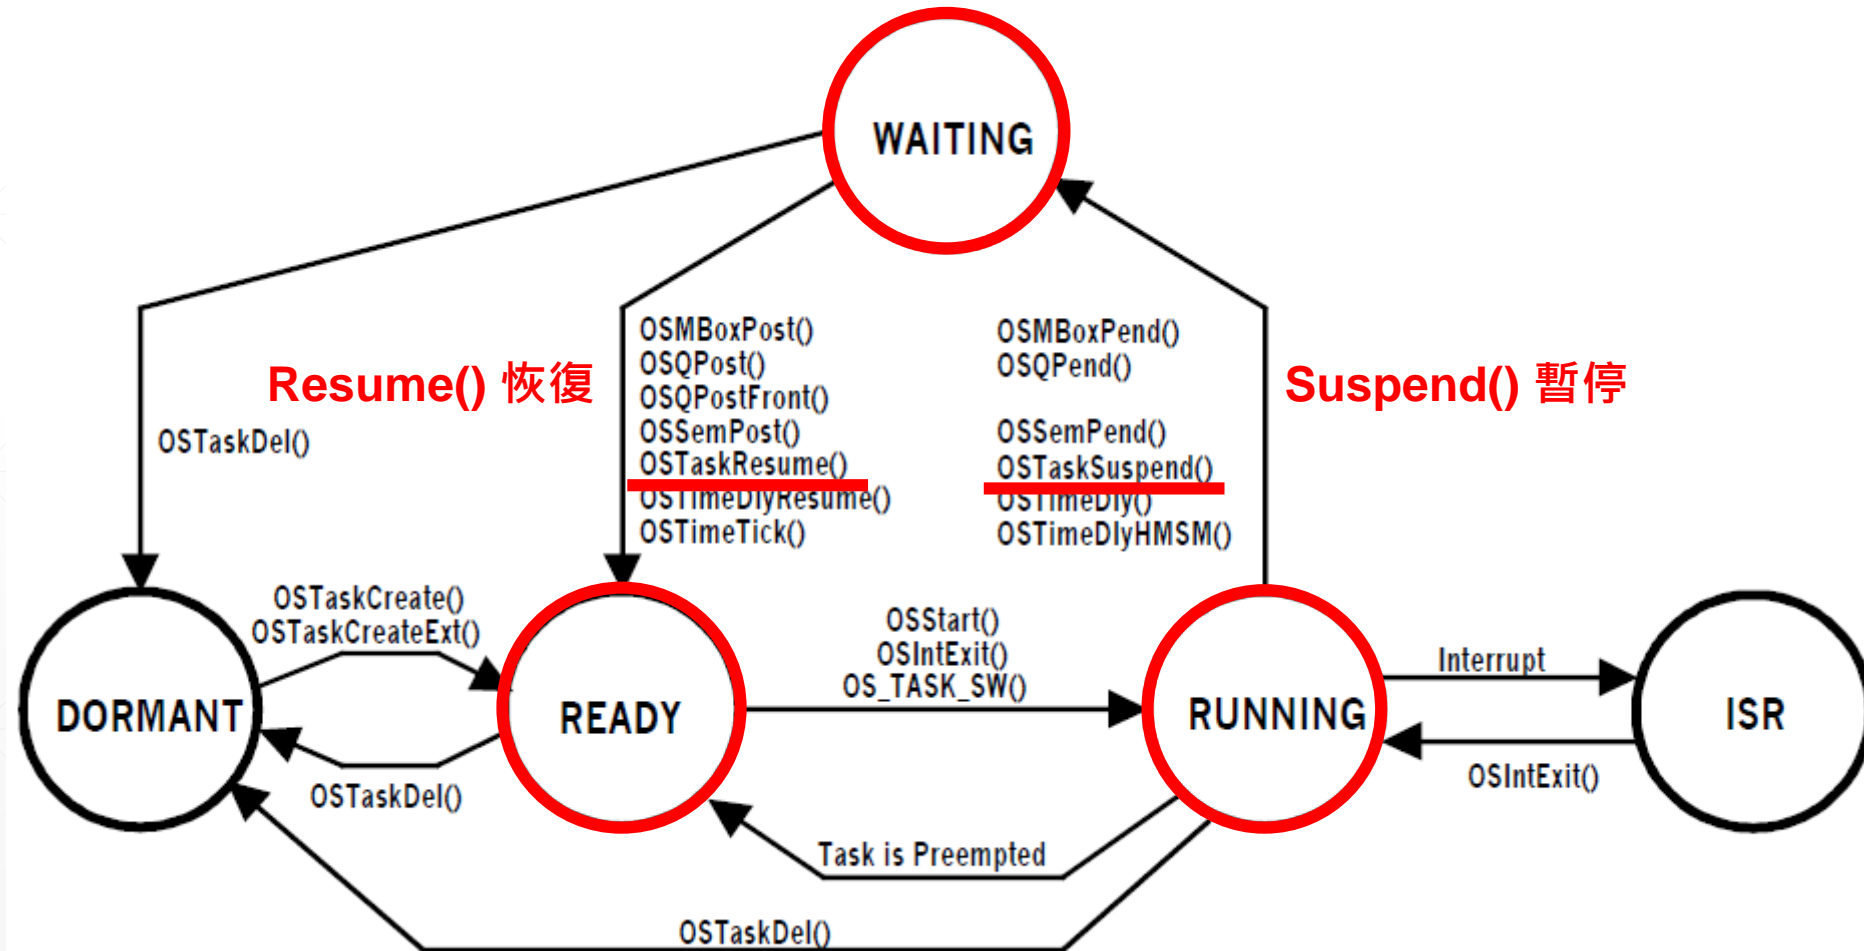 WAITING
OSMBoxPost()
OSQPost()
OSQPostFront()
OSSemPost()
OSTaskResume()
OSTimeDlyResume()
OSTimeTick()
OSMBoxPend()
OSQPend()
OSSemPend()
OSTaskSuspend()
OSTimeDly()
OSTimeDlyHMSM()
Resume() 恢復
Suspend() 暫停
OSTaskDel()
OSTaskCreate()
OSTaskCreateExt()
OSStart()
OSIntExit()
OS_TASK_SW()
Interrupt
DORMANT
READY
RUNNING
ISR
OSTaskDel()
OSIntExit()
Task is Preempted
OSTaskDel()